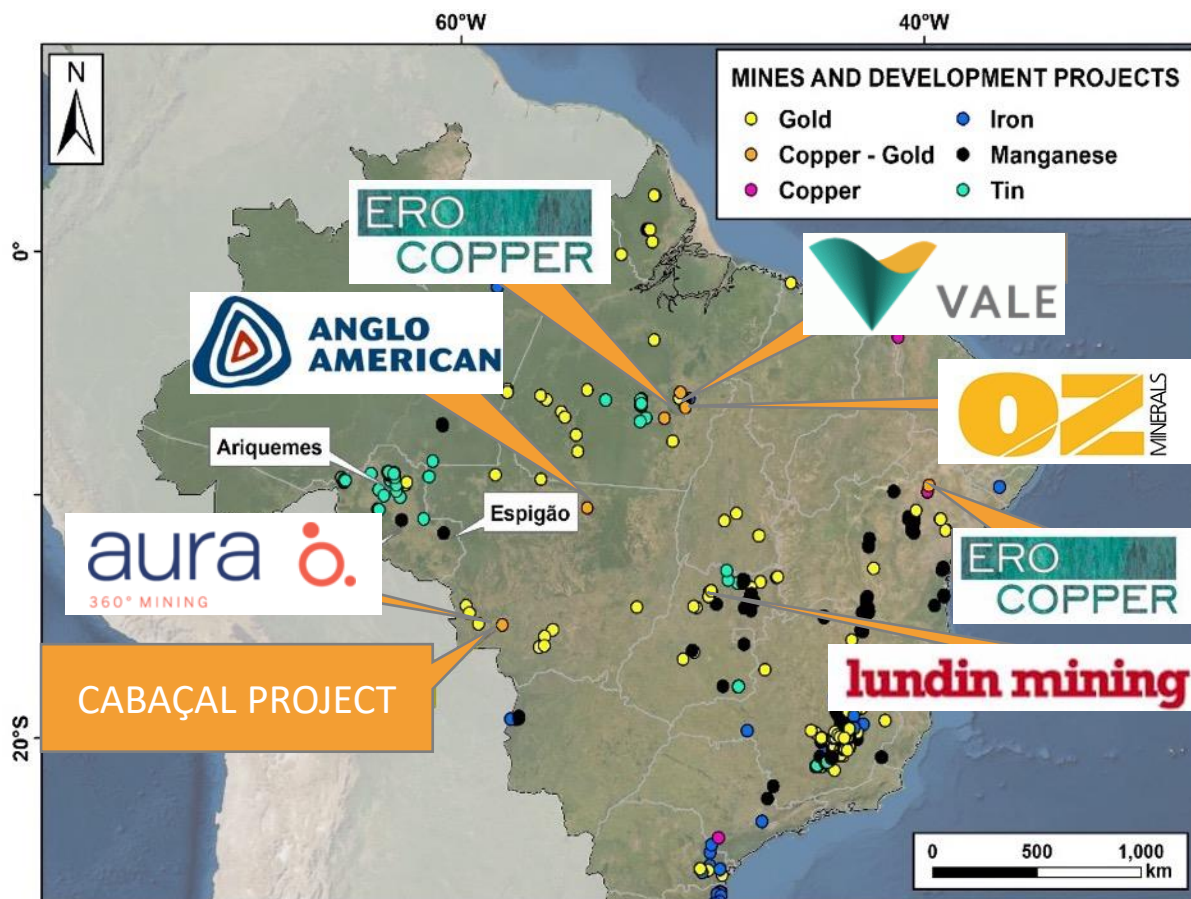 60°W
40°W
N
MINES AND DEVELOPMENT PROJECTS
Gold
Iron
Copper - Gold
Manganese
Copper
Tin
ERO
COPPER
0°
VALE
ANGLO
AMERICAN
OZ
MINERALS
Ariquemes
Espigão
aura
360° MINING
ERO
COPPER
CABAÇAL PROJECT
lundin mining
20°S
0
500
1,000
km